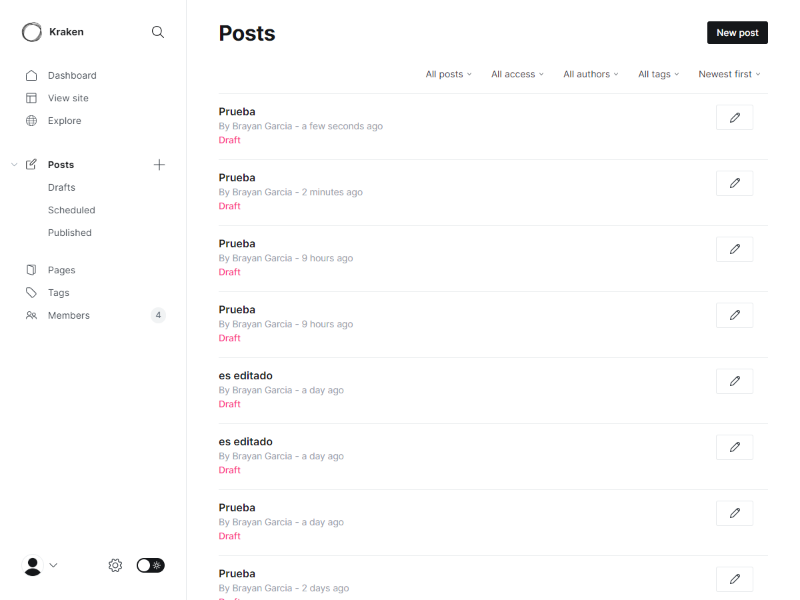 Kraken
Dashboard
View site
Explore
Posts
Drafts
Scheduled
Published
Pages
Tags
Members 4
Posts
New post
All posts All access All authors All tags Newest first
Prueba
By Brayan Garcia - a few seconds ago
Draft
Prueba
By Brayan Garcia - 2 minutes ago
Draft
Prueba
By Brayan Garcia - 9 hours ago
Draft
Prueba
By Brayan Garcia - 9 hours ago
Draft
es editado
By Brayan Garcia - a day ago
Draft
es editado
By Brayan Garcia - a day ago
Draft
Prueba
By Brayan Garcia - a day ago
Draft
Prueba
By Brayan Garcia - 2 days ago